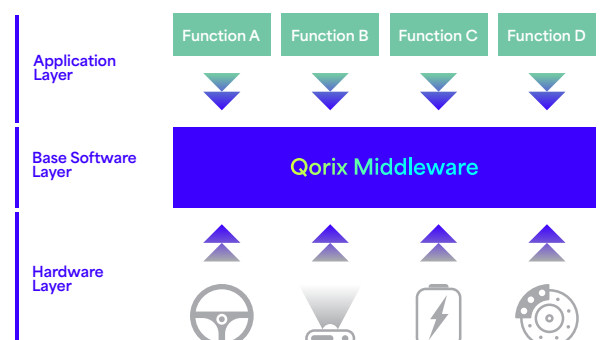 Function A
Function B
Function C
Function D
Application
Layer
Base Software
Layer
Qorix Middleware
Hardware
Layer